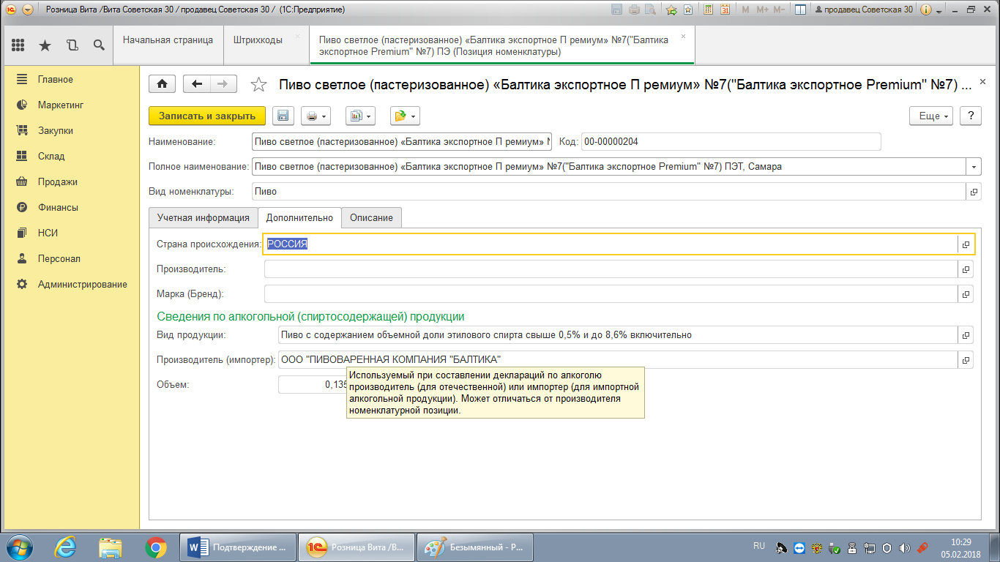 Розница Вита /Вита Советская 30 / продавец Советская 30 / (1С:Предприятие)
M M+ M- продавец Советская 30
Начальная страница
Штрихкоды
Пиво светлое (пастеризованное) «Балтика экспортное П ремиум» №7("Балтика
экспортное Premium" №7) ПЭ (Позиция номенклатуры)
Главное
Маркетинг
Закупки
Склад
Продажи
Финансы
НСИ
Персонал
Администрирование
Пиво светлое (пастеризованное) «Балтика экспортное П ремиум» №7("Балтика экспортное Premium" №7) ...
Записать и закрыть
Еще
?
Наименование: Пиво светлое (пастеризованное) «Балтика экспортное П ремиум» Код: 00-00000204
Полное наименование: Пиво светлое (пастеризованное) «Балтика экспортное П ремиум» №7("Балтика экспортное Premium" №7) ПЭТ, Самара
Вид номенклатуры: Пиво
Учетная информация Дополнительно Описание
Страна происхождения: РОССИЯ
Производитель:
Марка (Бренд):
Сведения по алкогольной (спиртосодержащей) продукции
Вид продукции: Пиво с содержанием объемной доли этилового спирта свыше 0,5% и до 8,6% включительно
Производитель (импортер): ООО "ПИВОВАРЕННАЯ КОМПАНИЯ "БАЛТИКА"
Объем: 0,135
Используемый при составлении деклараций по алкоголю
производитель (для отечественной) или импортер (для импортной
алкогольной продукции). Может отличаться от производителя
номенклатурной позиции.
Подтверждение ...
Розница Вита /В...
Безымянный - P...
RU
10:29
05.02.2018